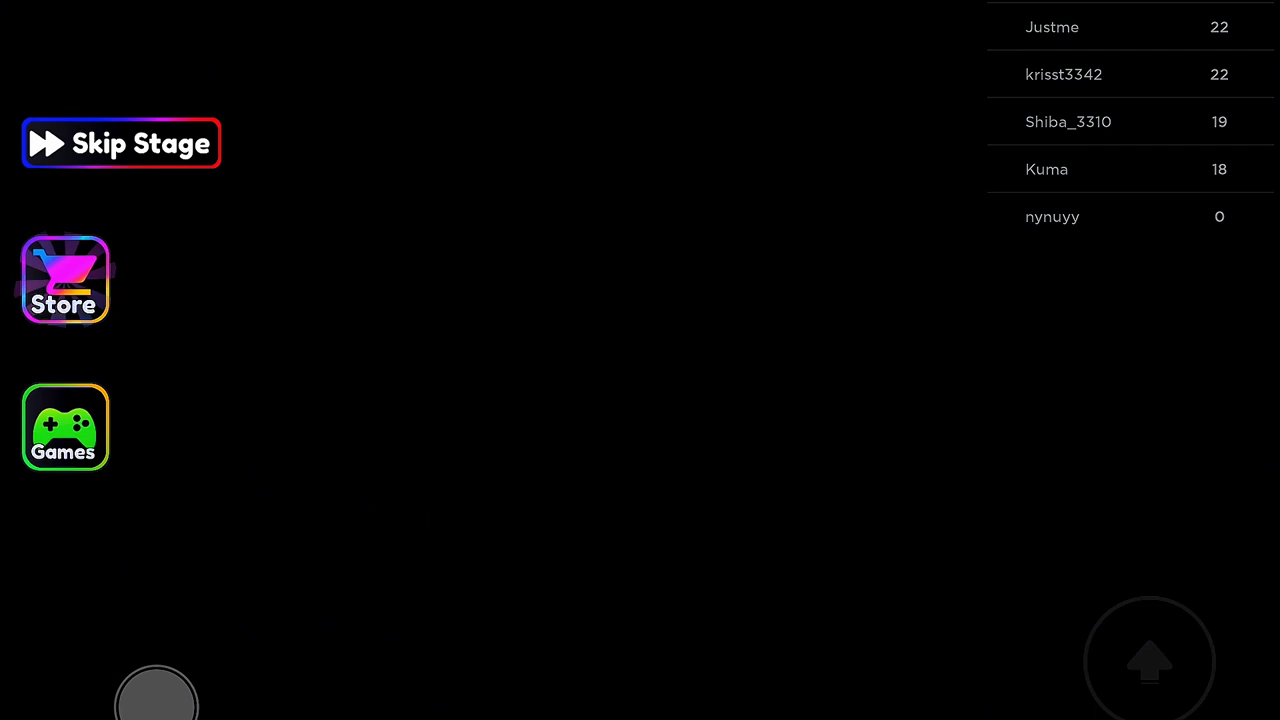 Justme 22
krisst3342 22
Shiba_3310 19
Kuma 18
nynuyy 0
Skip Stage
Store
Games